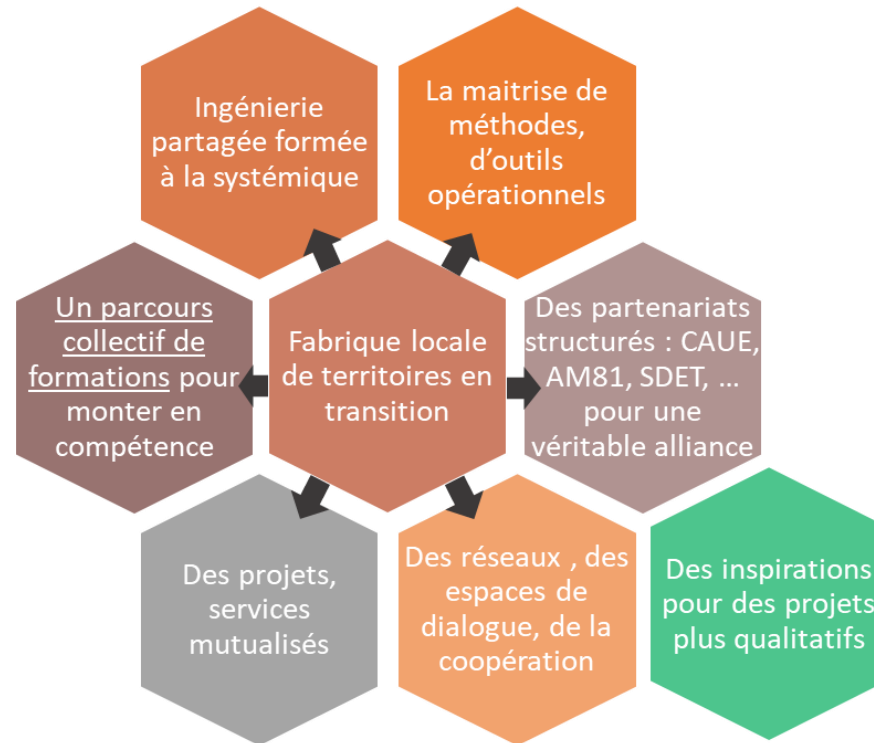 Ingénierie
partagée formée
à la systémique
La maitrise de
méthodes,
d'outils
opérationnels
Un parcours
collectif de
formations pour
monter en
compétence
Fabrique locale
de territoires en
transition
Des partenariats
structurés : CAUE,
AM81, SDET, ...
pour une
véritable alliance
Des projets,
services
mutualisés
Des réseaux , des
espaces de
dialogue, de la
coopération
Des inspirations
pour des projets
plus qualitatifs